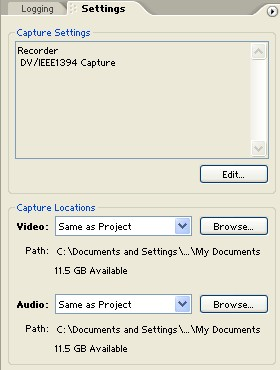 Logging Settings
Capture Settings
Recorder
DV/IEEE1394 Capture
Edit...
Capture Locations
Video: Same as Project Browse...
Path: C:\Documents and Settings\...\My Documents
11.5 GB Available
Audio: Same as Project Browse...
Path: C:\Documents and Settings\...\My Documents
11.5 GB Available